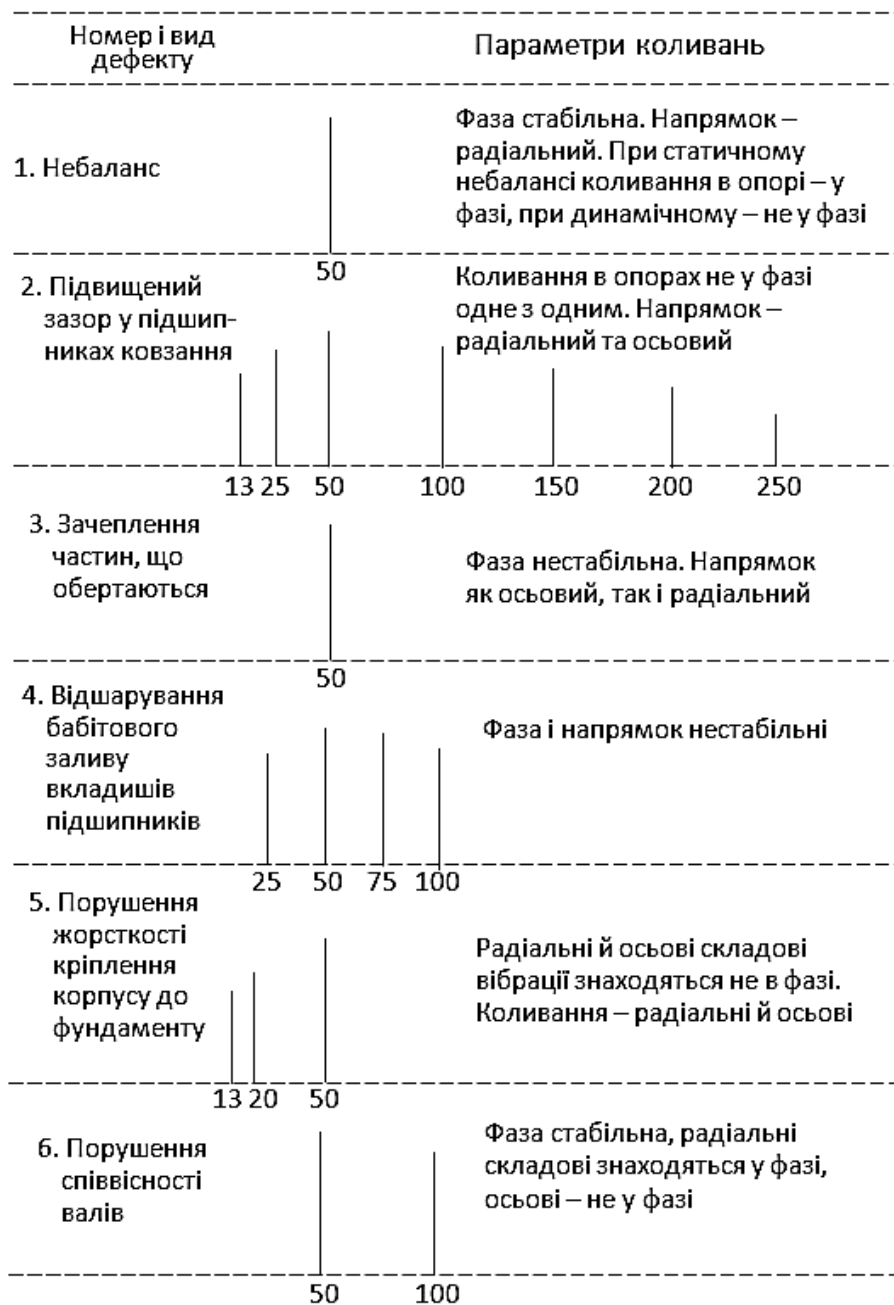 Номер і вид
дефекту
Параметри коливань
1. Небаланс
Фаза стабільна. Напрямок –
радіальний. При статичному
небалансі коливання в опорі – у
фазі, при динамічному – не у фазі
50
2. Підвищений
зазор у підшип-
никах ковзання
Коливання в опорах не у фазі
одне з одним. Напрямок –
радіальний та осьовий
13 25 50 100 150 200 250
3. Зачеплення
частин, що
обертаються
Фаза нестабільна. Напрямок
як осьовий, так і радіальний
50
4. Відшарування
бабітового
заливу
вкладишів
підшипників
Фаза і напрямок нестабільні
25 50 75 100
5. Порушення
жорсткості
кріплення
корпусу до
фундаменту
Радіальні й осьові складові
вібрації знаходяться не в фазі.
Коливання – радіальні й осьові
13 20 50
6. Порушення
співвісності
валів
Фаза стабільна, радіальні
складові знаходяться у фазі,
осьові – не у фазі
50 100